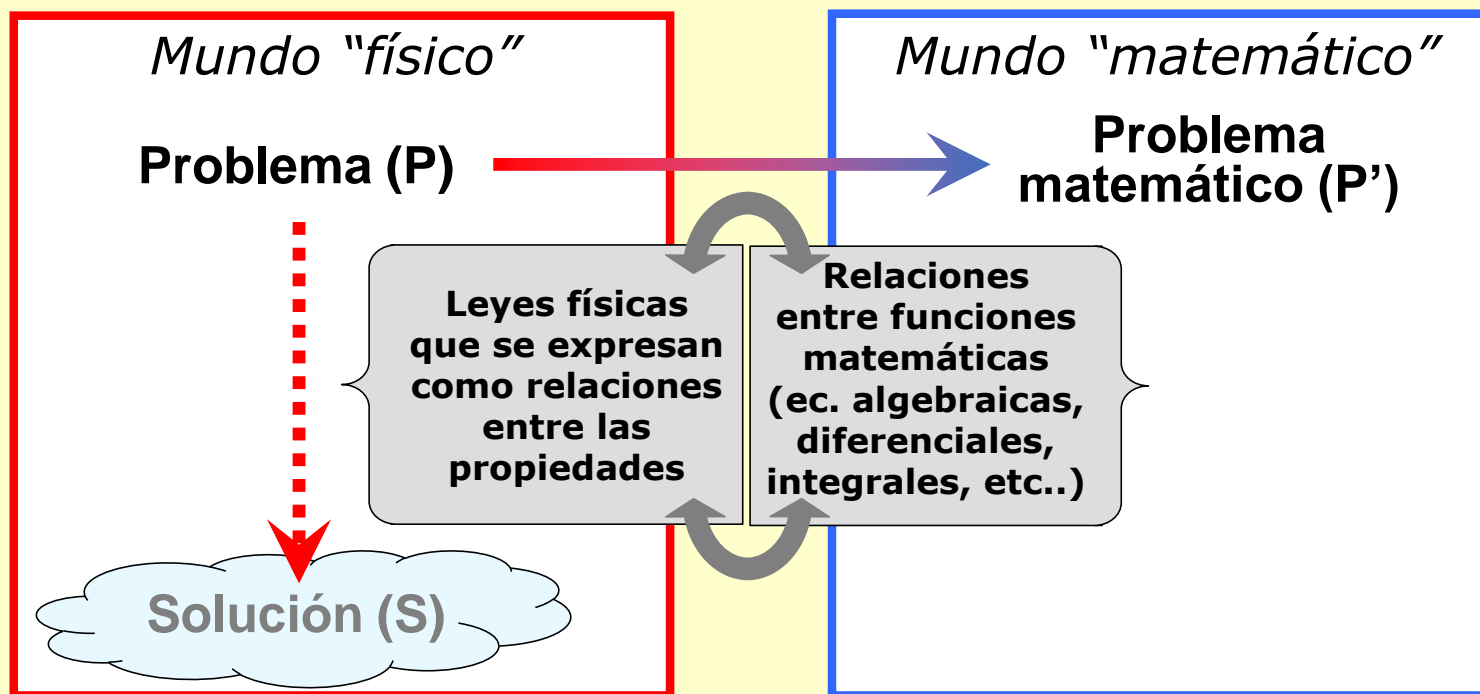 Mundo “físico”
Mundo “matemático”
Problema (P)
Problema
matemático (P’)
Leyes físicas
que se expresan
como relaciones
entre las
propiedades
Relaciones
entre funciones
matemáticas
(ec. algebraicas,
diferenciales,
integrales, etc..)
Solución (S)